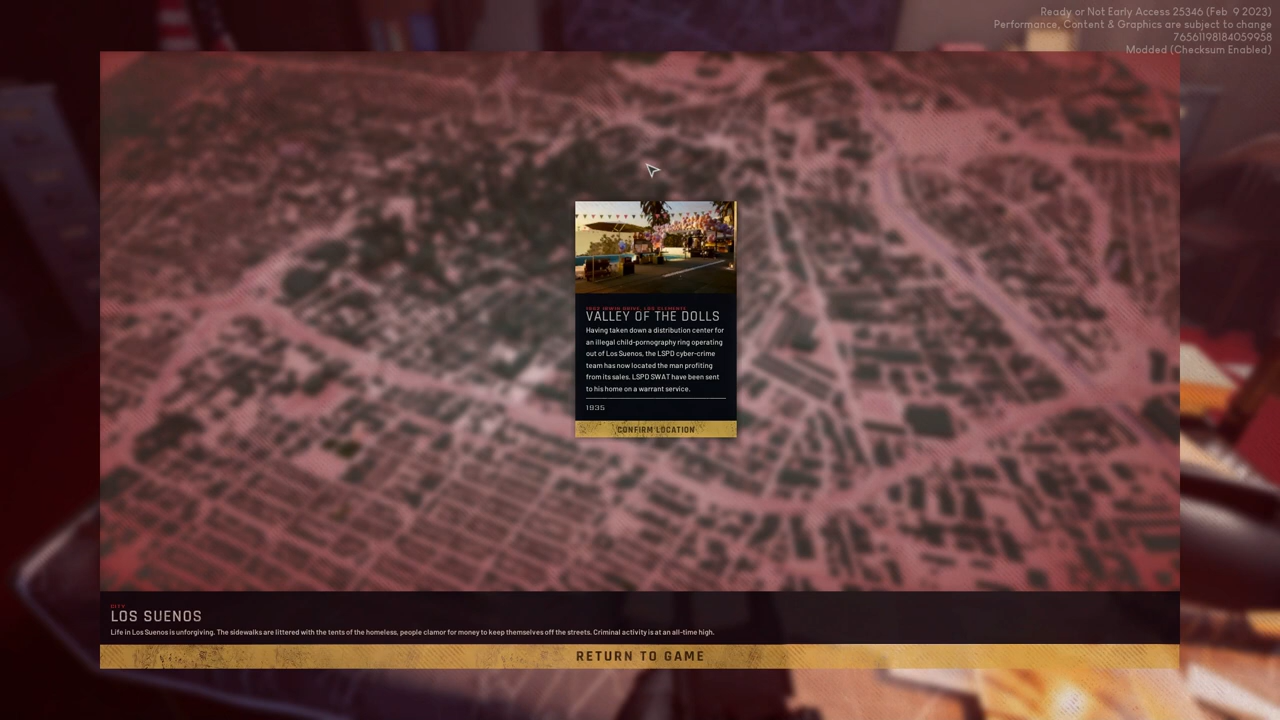 Ready or Not Early Access 25346 (Feb 9 2023)
Performance, Content & Graphics are subject to change
76561198184059958
Modded (Checksum Enabled)
VALLEY OF THE DOLLS
Having taken down a distribution center for
an illegal child-pornography ring operating
out of Los Suenos, the LSPD cyber-crime
team has now located the man profiting
from its sales. LSPD SWAT have been sent
to his home on a warrant service.
1935
CONFIRM LOCATION
CITY
LOS SUENOS
Life in Los Suenos is unforgiving. The sidewalks are littered with the tents of the homeless, people clamor for money to keep themselves off the streets. Criminal activity is at an all-time high.
RETURN TO GAME